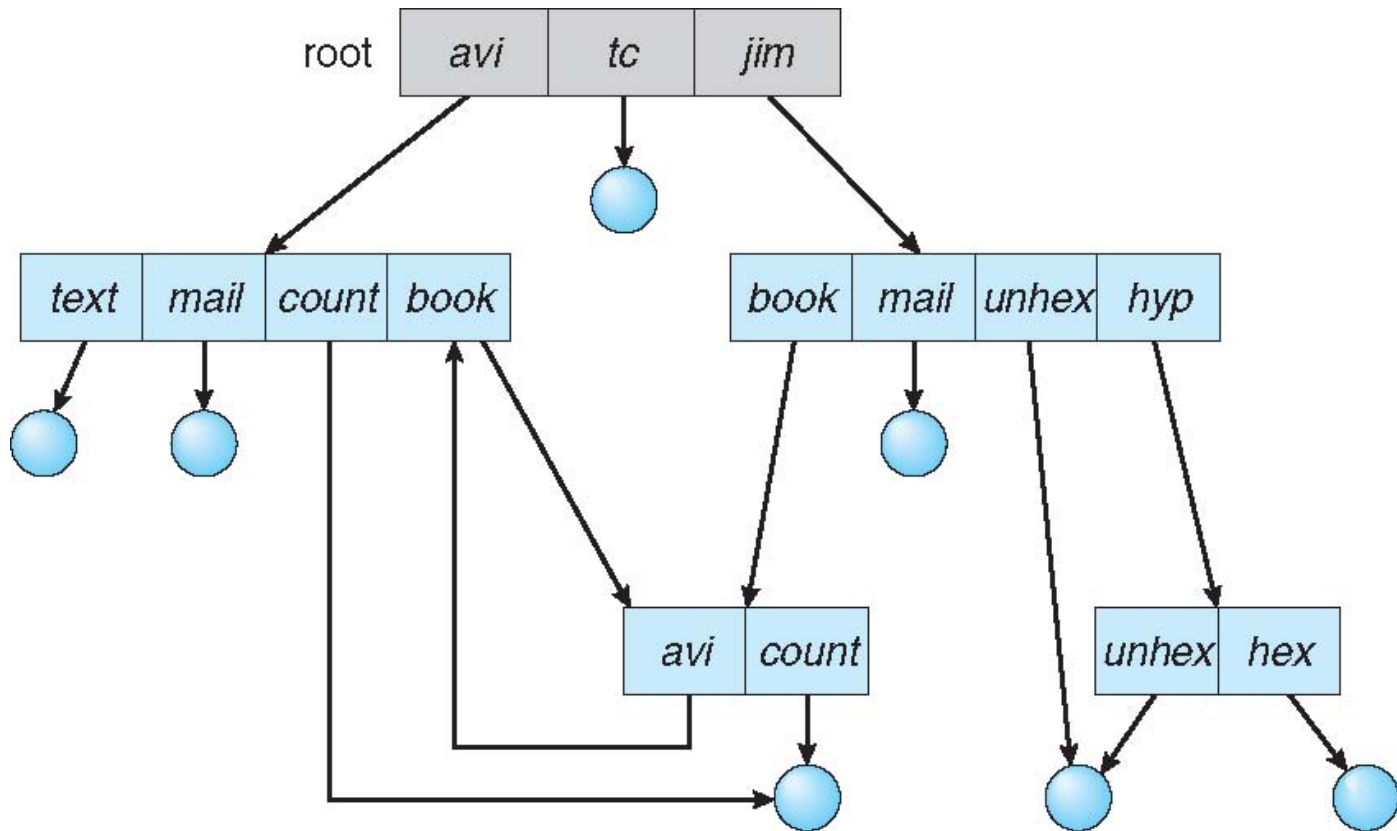 root avi tc jim
text mail count book
book mail unhex hyp
avi count
unhex hex